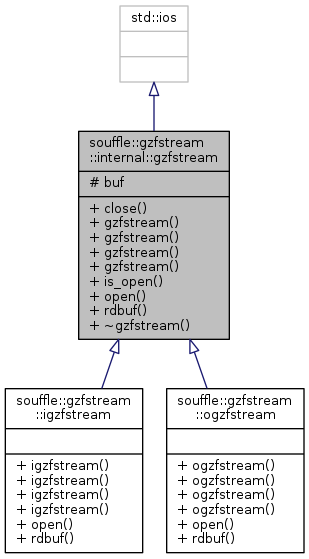 std::ios
souffle::gzfstream
::internal::gzfstream
# buf
+ close()
+ gzfstream()
+ gzfstream()
+ gzfstream()
+ gzfstream()
+ is_open()
+ open()
+ rdbuf()
+ ~gzfstream()
souffle::gzfstream
::igzfstream
+ igzfstream()
+ igzfstream()
+ igzfstream()
+ igzfstream()
+ open()
+ rdbuf()
souffle::gzfstream
::ogzfstream
+ ogzfstream()
+ ogzfstream()
+ ogzfstream()
+ ogzfstream()
+ open()
+ rdbuf()